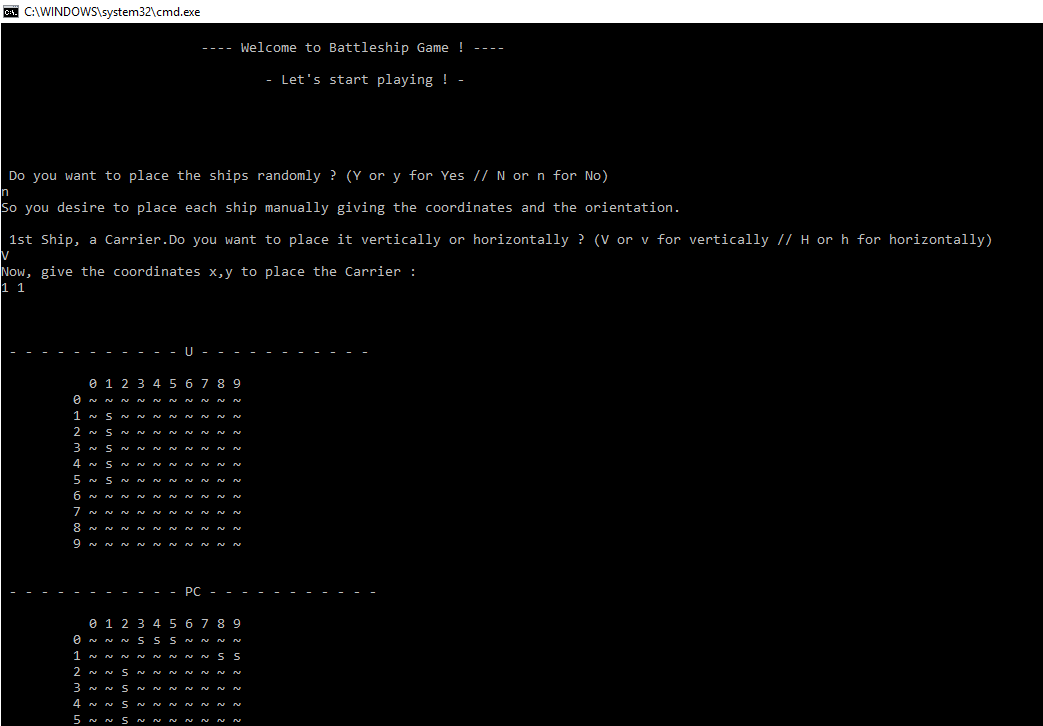 C:\WINDOWS\system32\cmd.exe
---- Welcome to Battleship Game ! ----
- Let's start playing ! -
Do you want to place the ships randomly ? (Y or y for Yes // N or n for No)
n
So you desire to place each ship manually giving the coordinates and the orientation.
1st Ship, a Carrier.Do you want to place it vertically or horizontally ? (V or v for vertically // H or h for horizontally)
V
Now, give the coordinates x,y to place the Carrier :
1 1
- - - - - - - - - - - U - - - - - - - - - - -
0 1 2 3 4 5 6 7 8 9
0 ~ ~ ~ ~ ~ ~ ~ ~ ~ ~
1 ~ s ~ ~ ~ ~ ~ ~ ~ ~
2 ~ s ~ ~ ~ ~ ~ ~ ~ ~
3 ~ s ~ ~ ~ ~ ~ ~ ~ ~
4 ~ s ~ ~ ~ ~ ~ ~ ~ ~
5 ~ s ~ ~ ~ ~ ~ ~ ~ ~
6 ~ ~ ~ ~ ~ ~ ~ ~ ~ ~
7 ~ ~ ~ ~ ~ ~ ~ ~ ~ ~
8 ~ ~ ~ ~ ~ ~ ~ ~ ~ ~
9 ~ ~ ~ ~ ~ ~ ~ ~ ~ ~
- - - - - - - - - - - PC - - - - - - - - - - -
0 1 2 3 4 5 6 7 8 9
0 ~ ~ ~ s s s ~ ~ ~ ~
1 ~ ~ ~ ~ ~ ~ ~ ~ s s
2 ~ ~ s ~ ~ ~ ~ ~ ~ ~
3 ~ ~ s ~ ~ ~ ~ ~ ~ ~
4 ~ ~ s ~ ~ ~ ~ ~ ~ ~
5 ~ ~ s ~ ~ ~ ~ ~ ~ ~